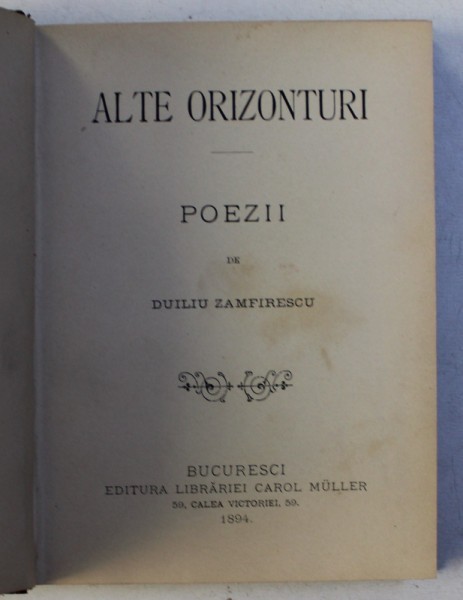 ALTE ORIZONTURI
POEZII
DE
DUILIU ZAMFIRESCU
BUCURESCI
EDITURA LIBRĂRIEI CAROL MÜLLER
59, CALEA VICTORIEI, 59.
1894.